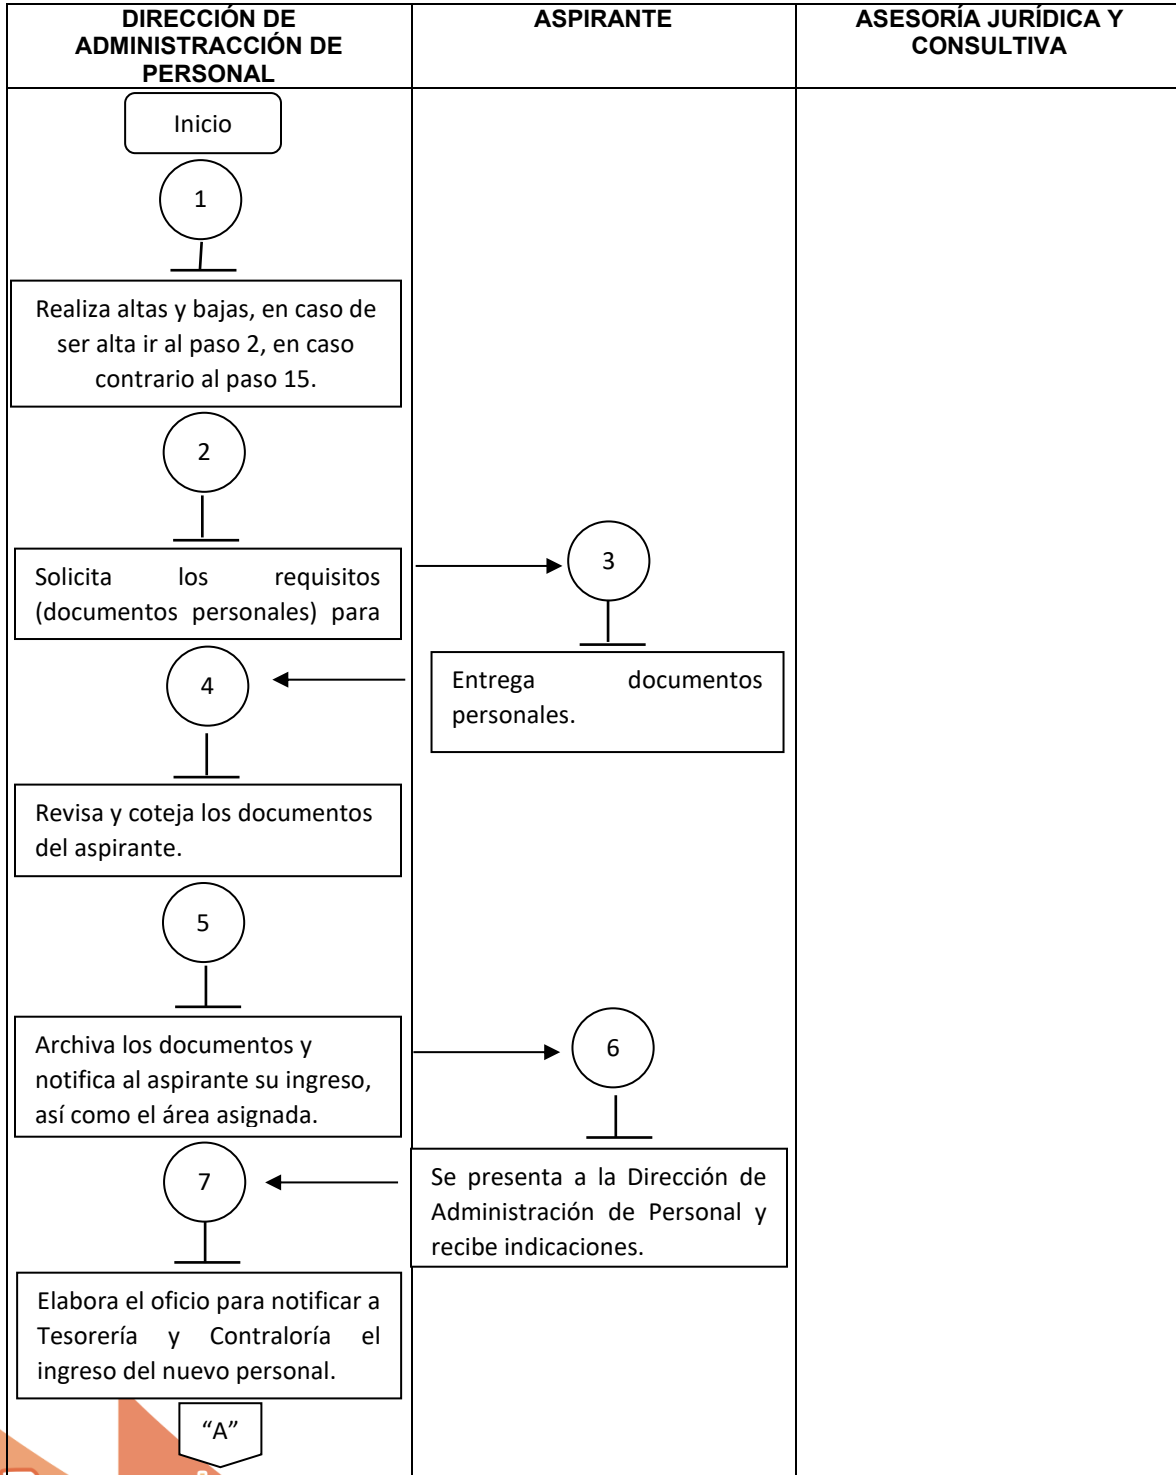 DIRECCIÓN DE
ADMINISTRACCIÓN DE
PERSONAL
ASPIRANTE
ASESORÍA JURÍDICA Y
CONSULTIVA
Inicio
1
Realiza altas y bajas, en caso de
ser alta ir al paso 2, en caso
contrario al paso 15.
2
Solicita los requisitos
(documentos personales) para
3
Entrega documentos
personales.
4
Revisa y coteja los documentos
del aspirante.
5
Archiva los documentos y
notifica al aspirante su ingreso,
así como el área asignada.
6
Se presenta a la Dirección de
Administración de Personal y
recibe indicaciones.
7
Elabora el oficio para notificar a
Tesorería y Contraloría el
ingreso del nuevo personal.
“A”